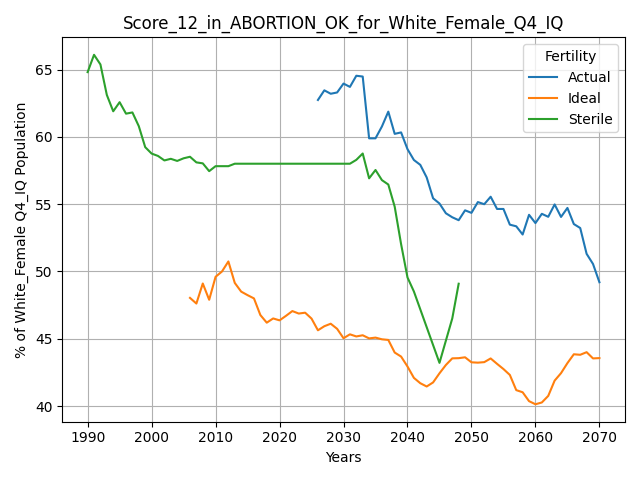 Score_12_in_ABORTION_OK_for_White_Female_Q4_IQ
% of White_Female Q4_IQ Population
65
60
55
50
45
40
Fertility
Actual
Ideal
Sterile
1990 2000 2010 2020 2030 2040 2050 2060 2070
Years